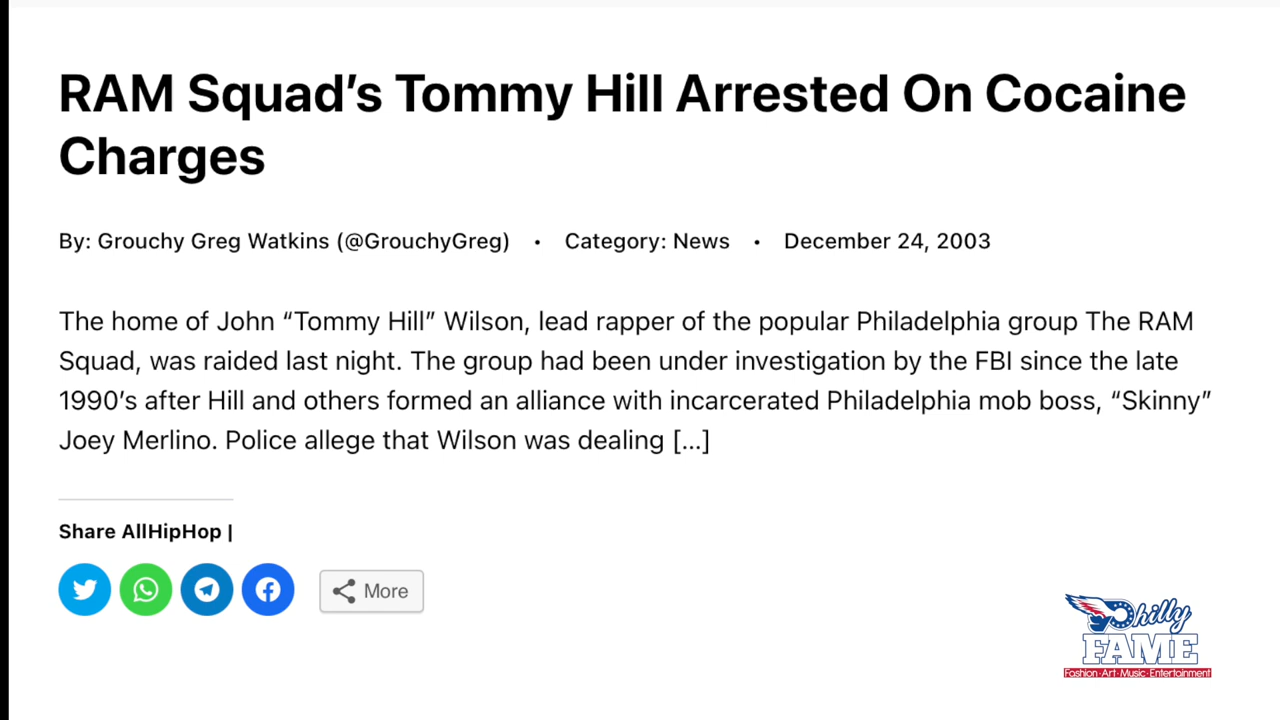 RAM Squad’s Tommy Hill Arrested On Cocaine
Charges
By: Grouchy Greg Watkins (@GrouchyGreg) • Category: News • December 24, 2003
The home of John “Tommy Hill” Wilson, lead rapper of the popular Philadelphia group The RAM
Squad, was raided last night. The group had been under investigation by the FBI since the late
1990’s after Hill and others formed an alliance with incarcerated Philadelphia mob boss, “Skinny”
Joey Merlino. Police allege that Wilson was dealing [...]
Share AllHipHop |
More
Philly
FAME
Fashion·Art·Music·Entertainment